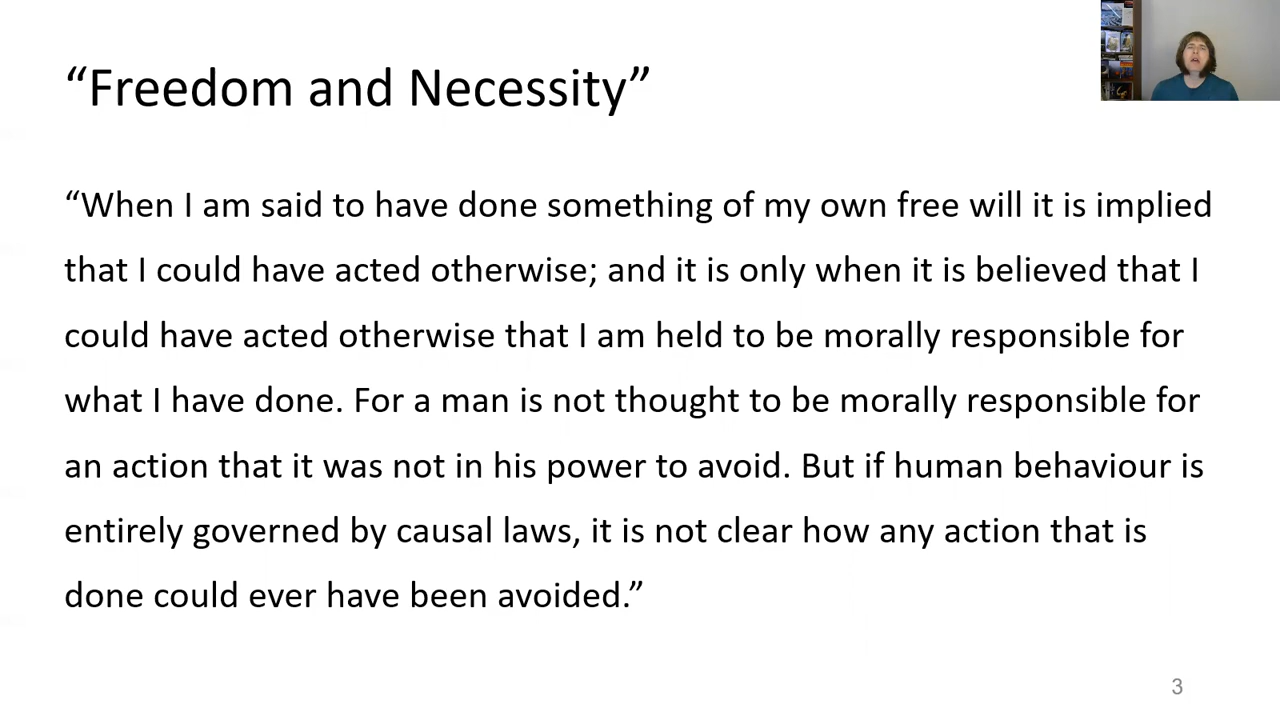 “Freedom and Necessity”
“When I am said to have done something of my own free will it is implied
that I could have acted otherwise; and it is only when it is believed that I
could have acted otherwise that I am held to be morally responsible for
what I have done. For a man is not thought to be morally responsible for
an action that it was not in his power to avoid. But if human behaviour is
entirely governed by causal laws, it is not clear how any action that is
done could ever have been avoided.”
3